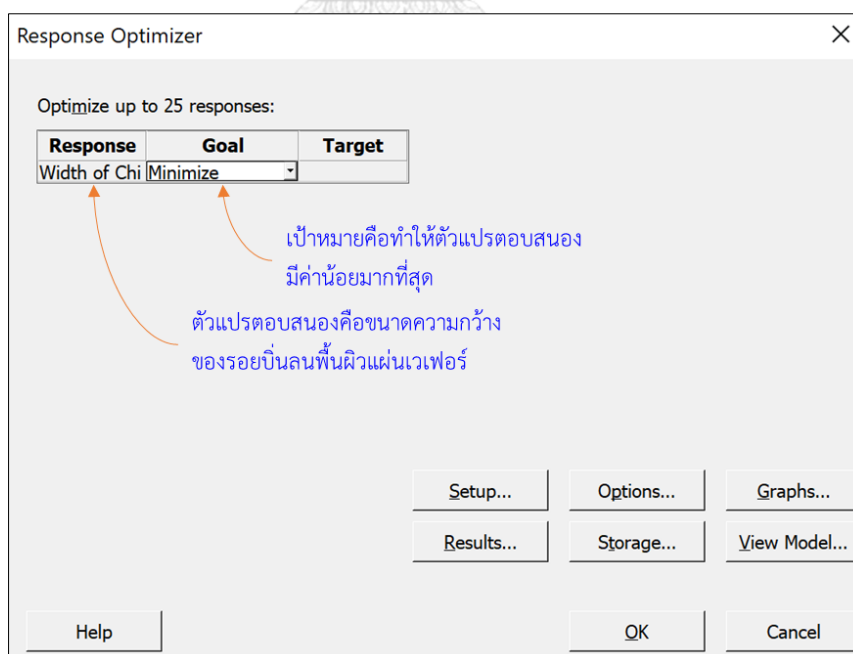 Response Optimizer
Optimize up to 25 responses:
Response Goal Target
Width of Chi Minimize
เป้าหมายคือทำให้ตัวแปรตอบสนอง
มีค่าน้อยมากที่สุด
ตัวแปรตอบสนองคือขนาดความกว้าง
ของรอยบิ่นลนพื้นผิวแผ่นเวเฟอร์
Setup... Options... Graphs...
Results... Storage... View Model...
Help OK Cancel